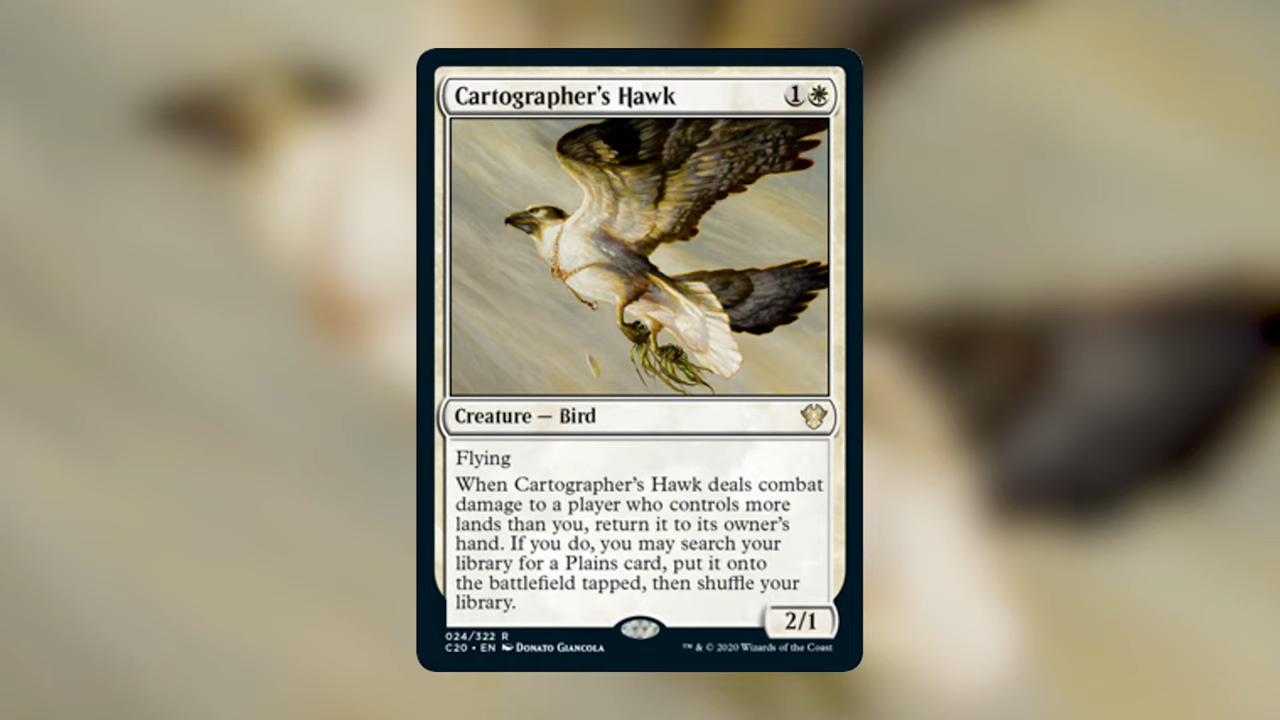 Cartographer's Hawk 1
Creature — Bird
Flying
When Cartographer's Hawk deals combat
damage to a player who controls more
lands than you, return it to its owner's
hand. If you do, you may search your
library for a Plains card, put it onto
the battlefield tapped, then shuffle your
library.
2/1
024/322 R
C20 • EN Donato Giancola
™ & © 2020 Wizards of the Coast